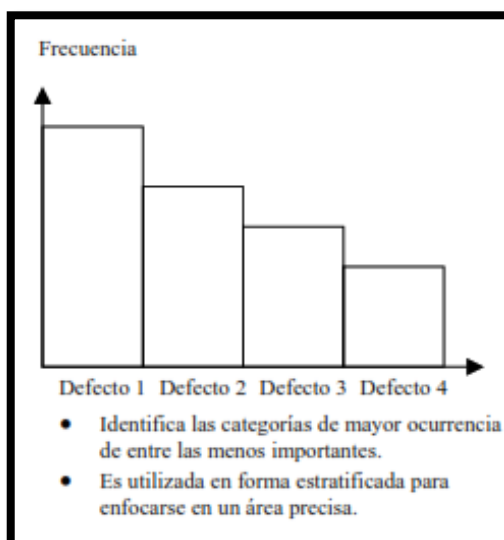 Frecuencia
Defecto 1 Defecto 2 Defecto 3 Defecto 4
• Identifica las categorías de mayor ocurrencia
de entre las menos importantes.
• Es utilizada en forma estratificada para
enfocarse en un área precisa.